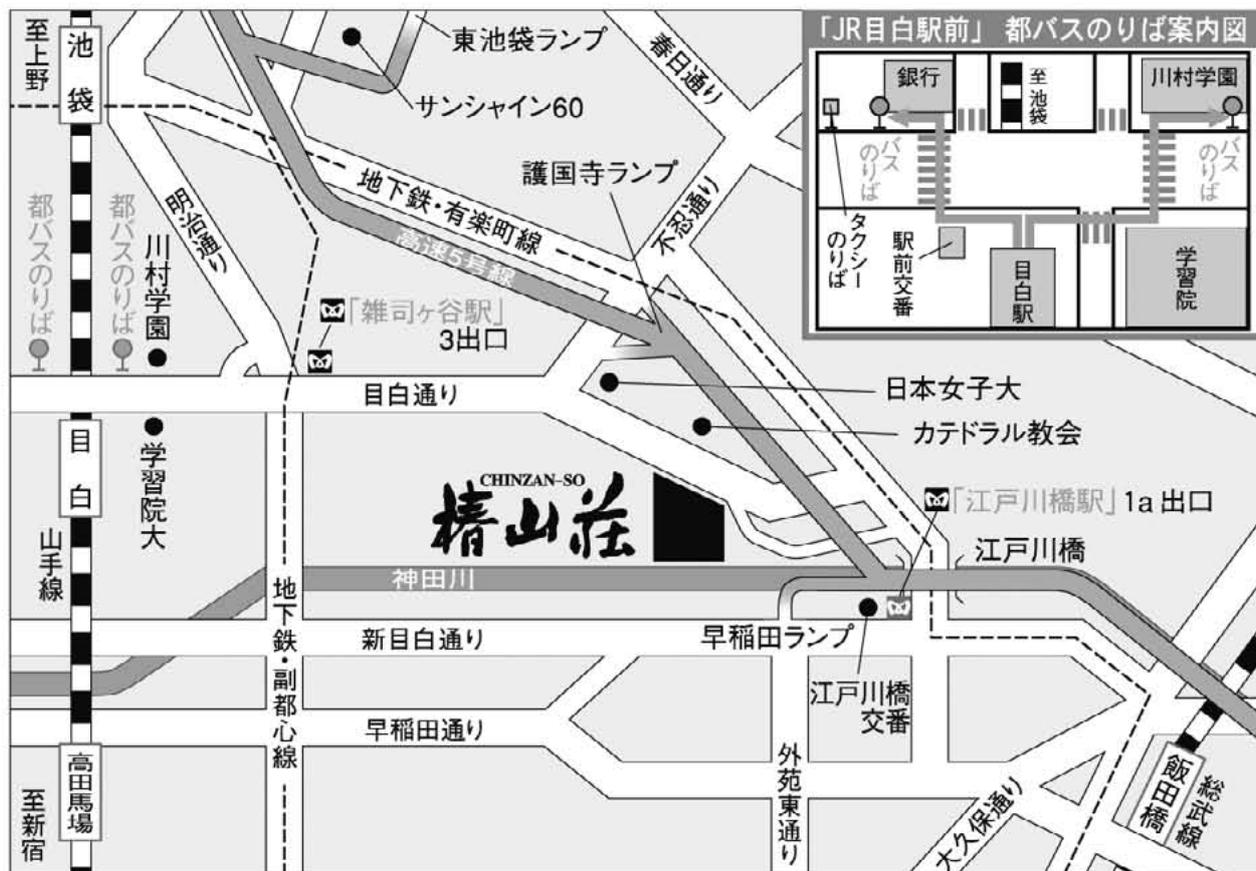 至上野
池袋
都バスのりば
都バスのりば
川村学園
明治通り
東池袋ランプ
サンシャイン60
春日通り
護国寺ランプ
地下鉄・有楽町線
高速5号線
不忍通り
「雑司ヶ谷駅」
3出口
目白通り
日本女子大
カテドラル教会
目白
学習院大
山手線
CHINZAN-SO
椿山荘
「江戸川橋駅」1a出口
江戸川橋
神田川
地下鉄・副都心線
新目白通り
早稲田ランプ
江戸川橋
交番
早稲田通り
外苑東通り
大久保通り
飯田橋
総武線
高田馬場
至新宿
「JR目白駅前」 都バスのりば案内図
銀行
至池袋
川村学園
バス
のりば
バス
のりば
タクシー
のりば
駅前交番
目白駅
学習院